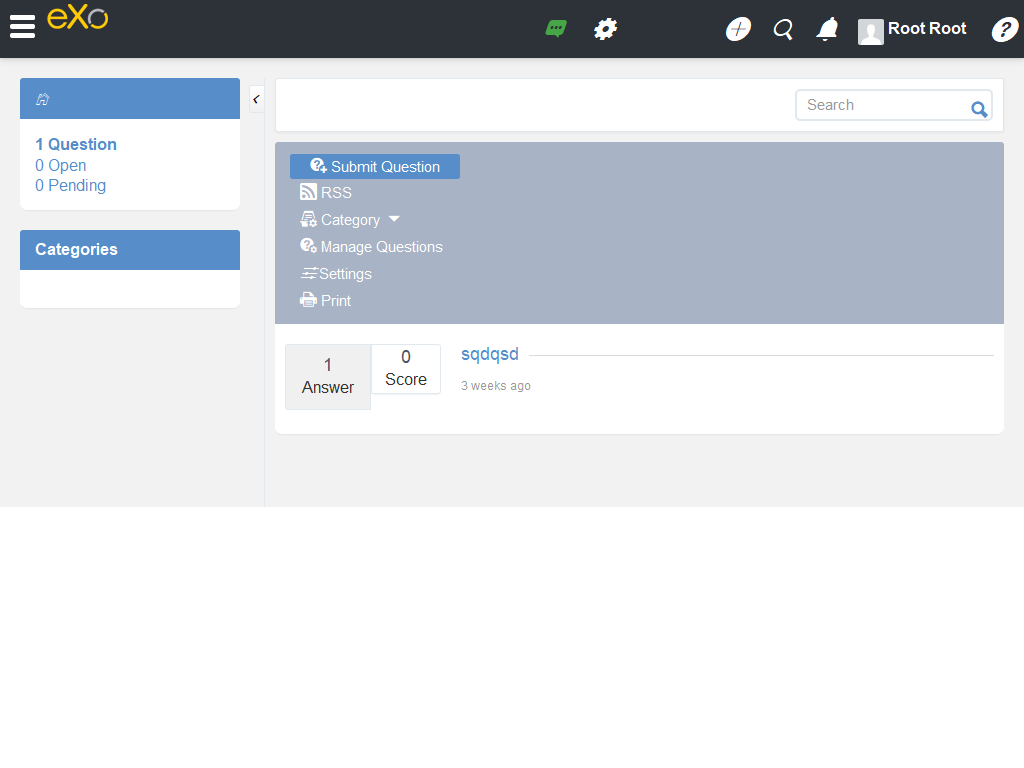 eXo
Root Root
?
1 Question
0 Open
0 Pending
Categories
Search
Submit Question
RSS
Category
Manage Questions
Settings
Print
1
Answer
0
Score
sqdqsd
3 weeks ago